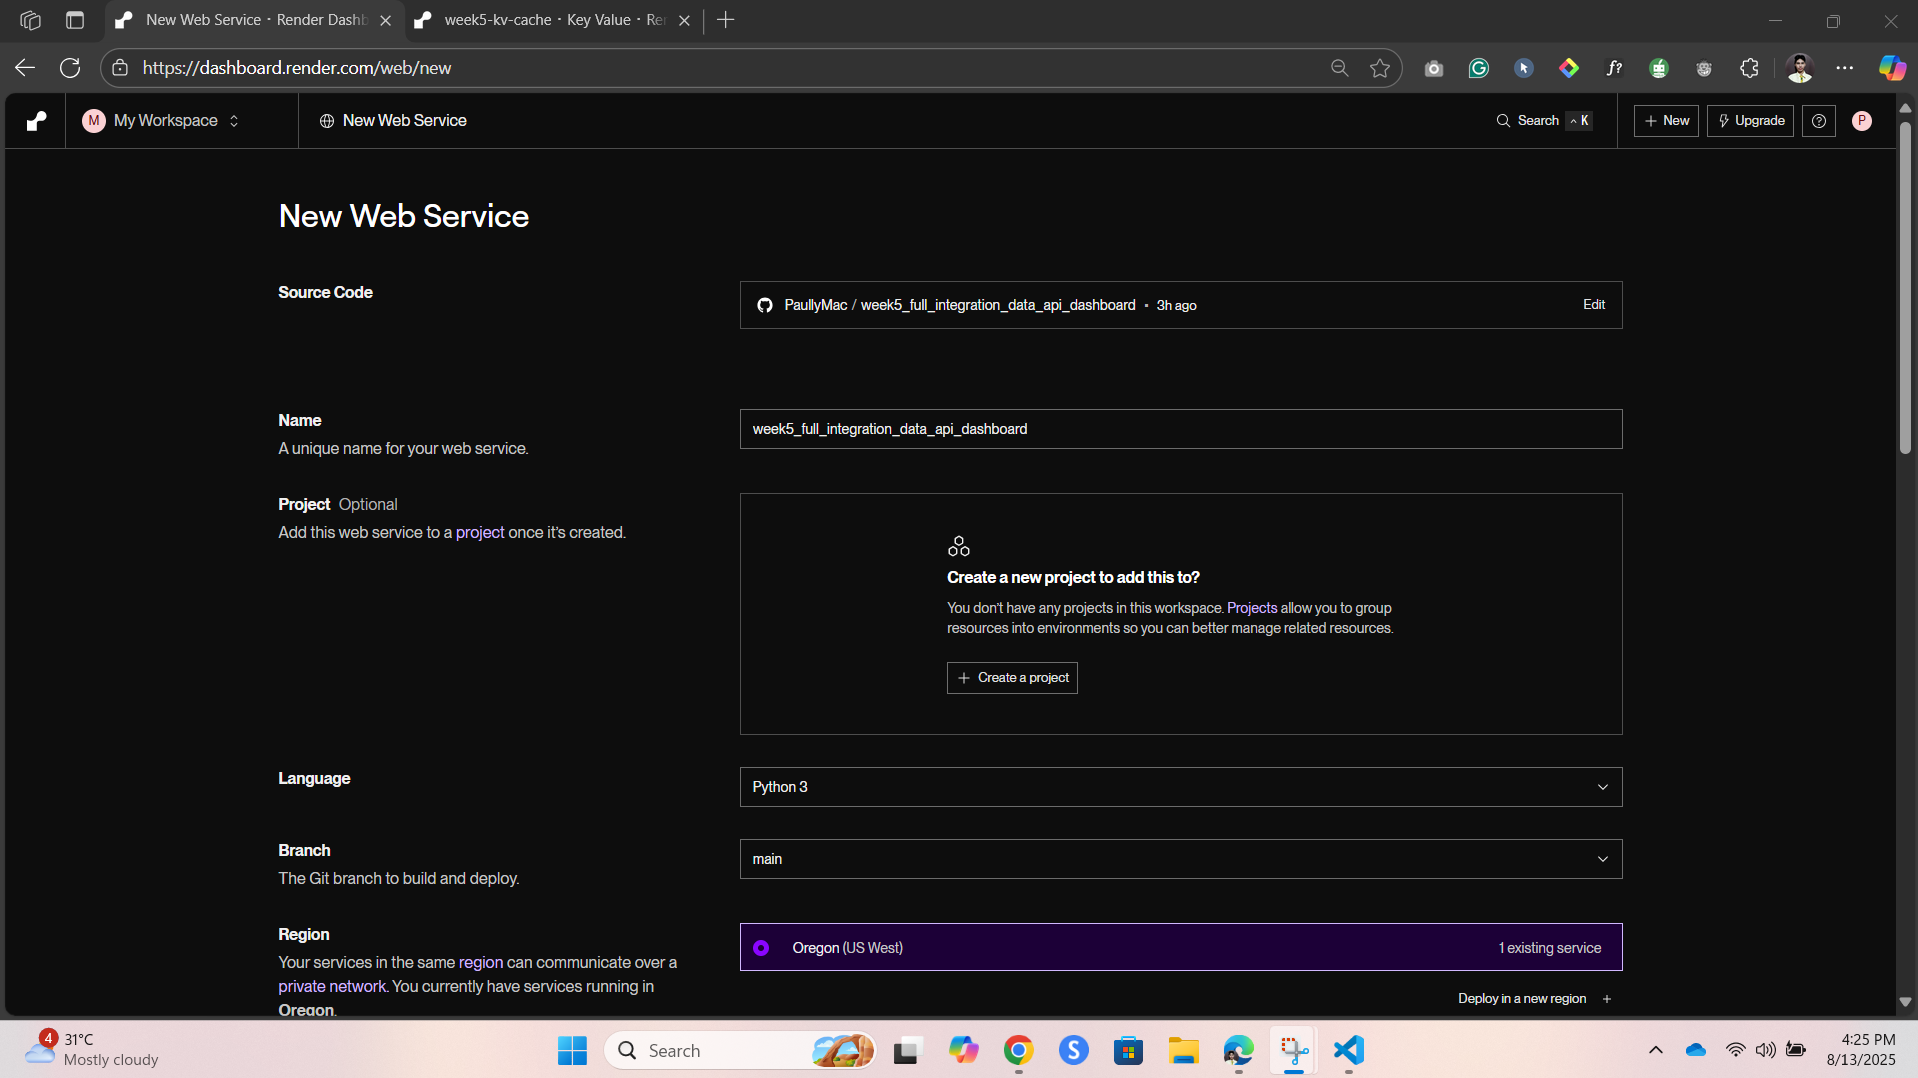 New Web Service · Render Dashb
week5-kv-cache · Key Value · Re
https://dashboard.render.com/web/new
f?
M
My Workspace
New Web Service
Search
K
+ New
Upgrade
P
New Web Service
Source Code
PaullyMac / week5_full_integration_data_api_dashboard • 3h ago
Edit
Name
A unique name for your web service.
week5_full_integration_data_api_dashboard
Project Optional
Add this web service to a project once it's created.
Create a new project to add this to?
You don't have any projects in this workspace. Projects allow you to group
resources into environments so you can better manage related resources.
+ Create a project
Language
Python 3
Branch
The Git branch to build and deploy.
main
Region
Your services in the same region can communicate over a
private network. You currently have services running in
Oregon.
Oregon (US West)
1 existing service
Deploy in a new region +
4
31°C
Mostly cloudy
Search
S
4:25 PM
8/13/2025